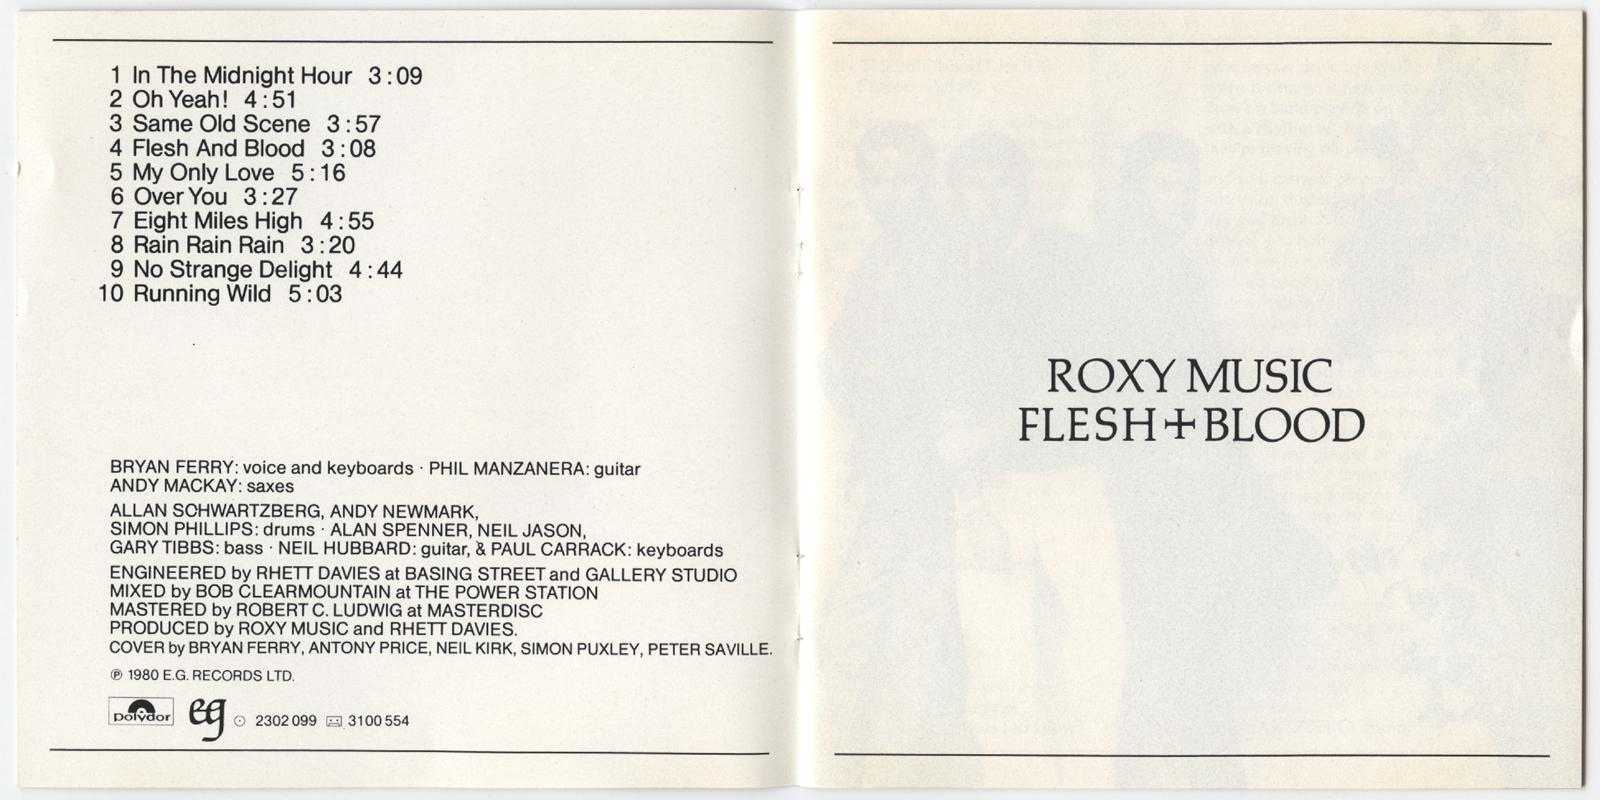 1 In The Midnight Hour 3:09
2 Oh Yeah! 4:51
3 Same Old Scene 3:57
4 Flesh And Blood 3:08
5 My Only Love 5:16
6 Over You 3:27
7 Eight Miles High 4:55
8 Rain Rain Rain 3:20
9 No Strange Delight 4:44
10 Running Wild 5:03
BRYAN FERRY: voice and keyboards · PHIL MANZANERA: guitar
ANDY MACKAY: saxes
ALLAN SCHWARTZBERG, ANDY NEWMARK,
SIMON PHILLIPS: drums · ALAN SPENNER, NEIL JASON,
GARY TIBBS: bass · NEIL HUBBARD: guitar, & PAUL CARRACK: keyboards
ENGINEERED by RHETT DAVIES at BASING STREET and GALLERY STUDIO
MIXED by BOB CLEARMOUNTAIN at THE POWER STATION
MASTERED by ROBERT C. LUDWIG at MASTERDISC
PRODUCED by ROXY MUSIC and RHETT DAVIES.
COVER by BRYAN FERRY, ANTONY PRICE, NEIL KIRK, SIMON PUXLEY, PETER SAVILLE.
℗ 1980 E.G. RECORDS LTD.
polydor eg 2302 099 3100 554
ROXY MUSIC
FLESH+BLOOD